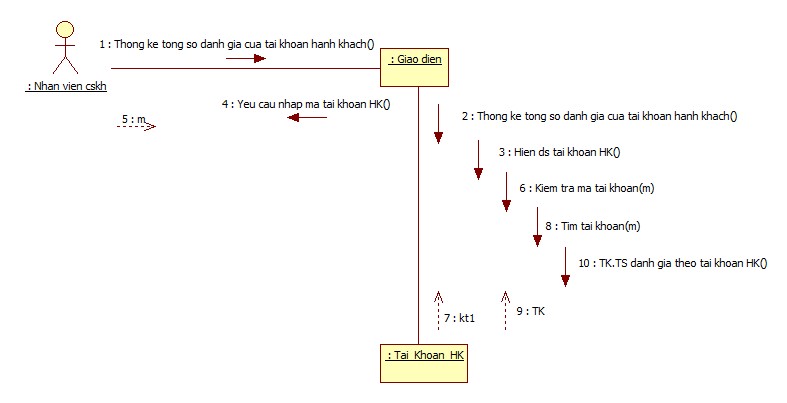 1 : Thong ke tong so danh gia cua tai khoan hanh khach()
: Giao dien
: Nhan vien cskh
4 : Yeu cau nhap ma tai khoan HK()
5 : m
2 : Thong ke tong so danh gia cua tai khoan hanh khach()
3 : Hien ds tai khoan HK()
6 : Kiem tra ma tai khoan(m)
8 : Tim tai khoan(m)
10 : TK.TS danh gia theo tai khoan HK()
7 : kt1
9 : TK
: Tai_Khoan_HK